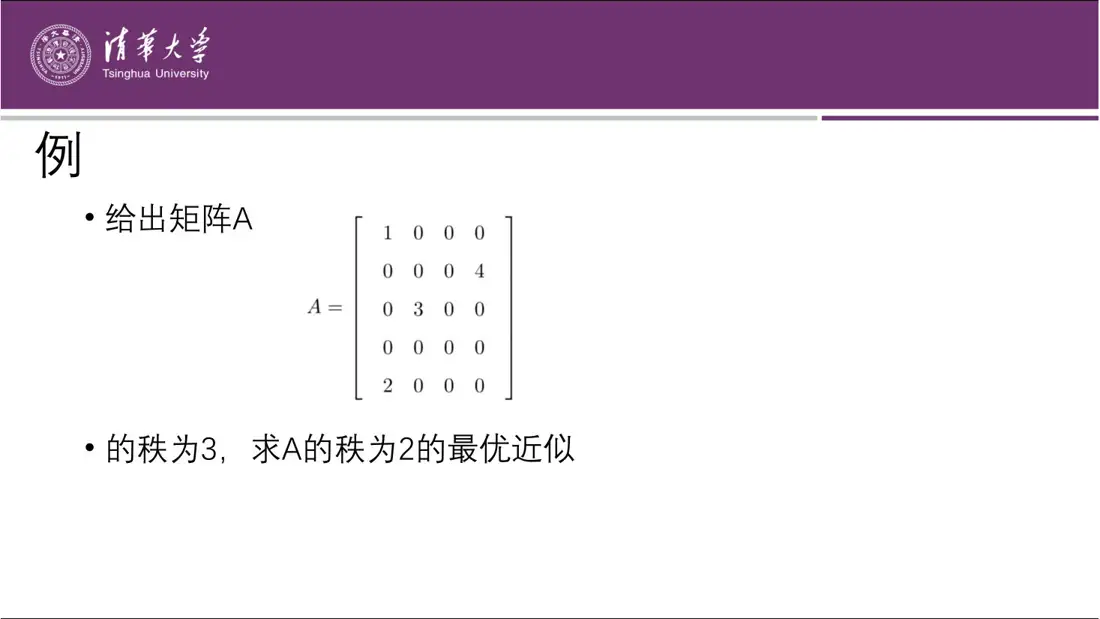 清华大学
Tsinghua University
例
• 给出矩阵A
1 0 0 0
0 0 0 4
A = 0 3 0 0
0 0 0 0
2 0 0 0
• 的秩为3，求A的秩为2的最优近似